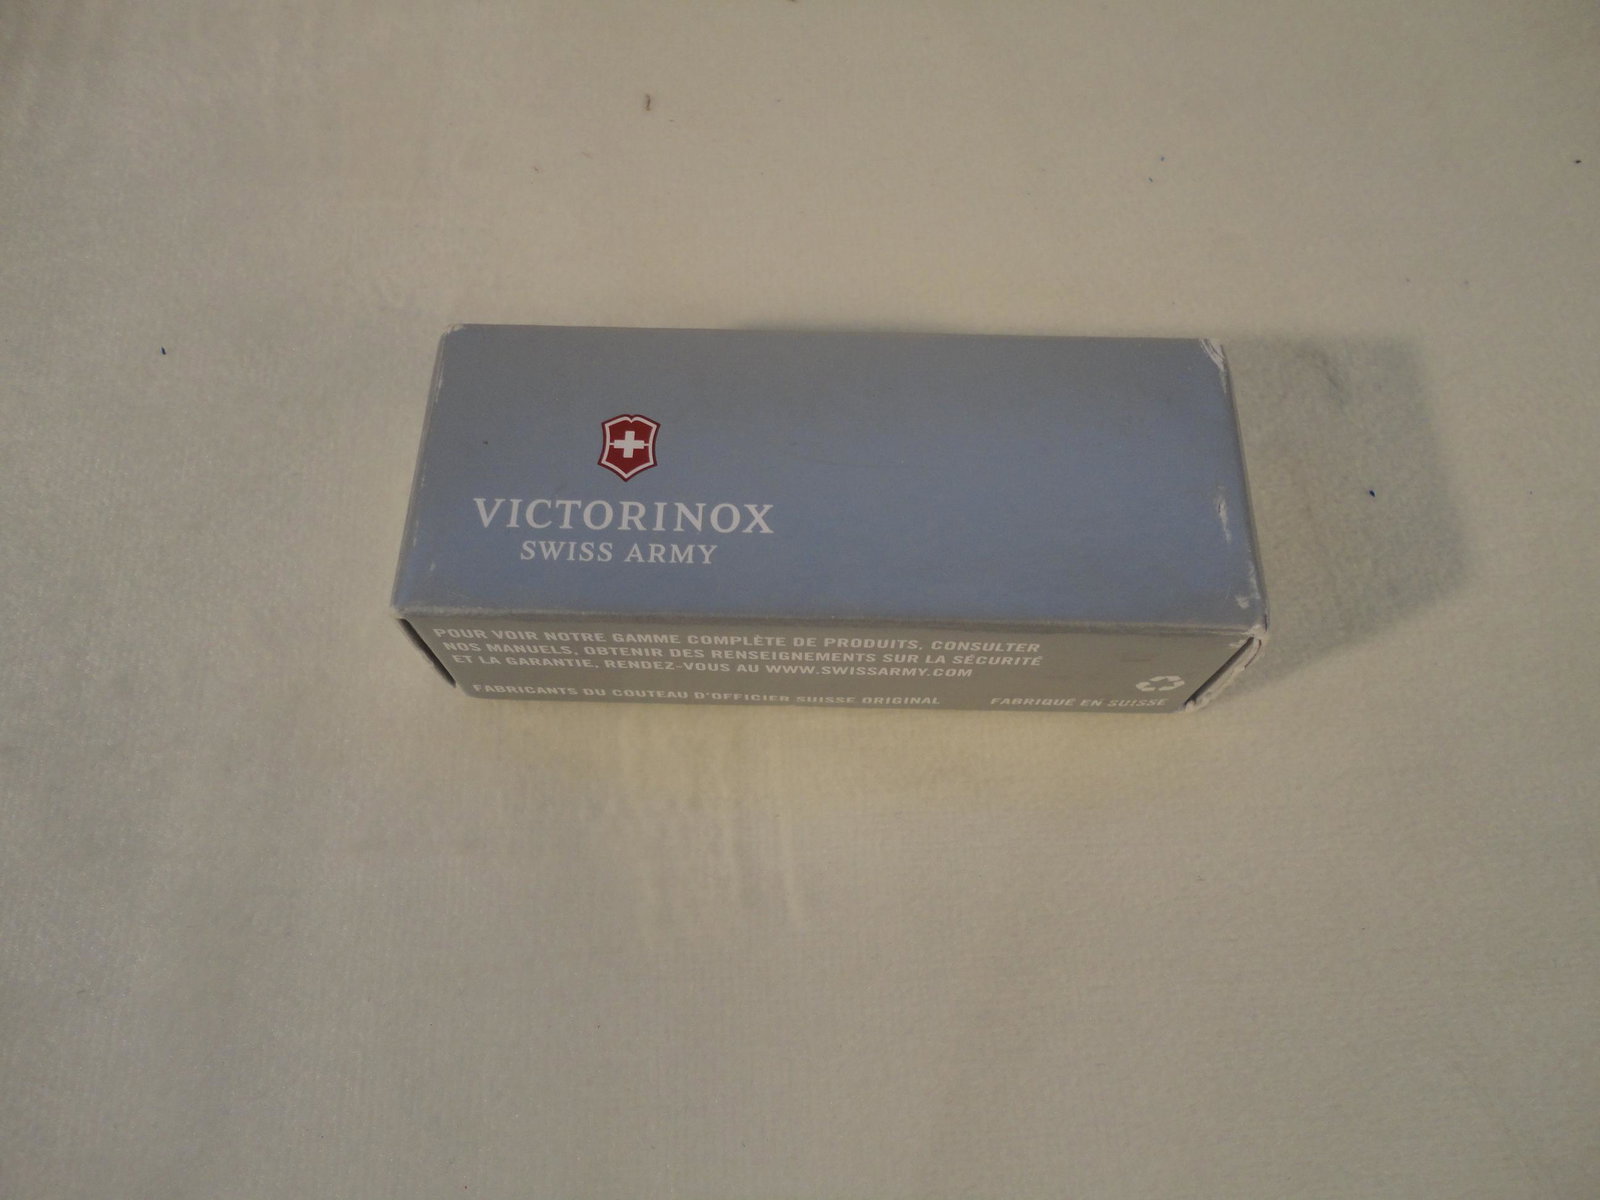 VICTORINOX
SWISS ARMY
POUR VOIR NOTRE GAMME COMPLÈTE DE PRODUITS, CONSULTER
NOS MANUELS, OBTENIR DES RENSEIGNEMENTS SUR LA SÉCURITÉ
ET LA GARANTIE, RENDEZ-VOUS AU WWW.SWISSARMY.COM
FABRICANTS DU COUTEAU D'OFFICIER SUISSE ORIGINAL
FABRIQUÉ EN SUISSE